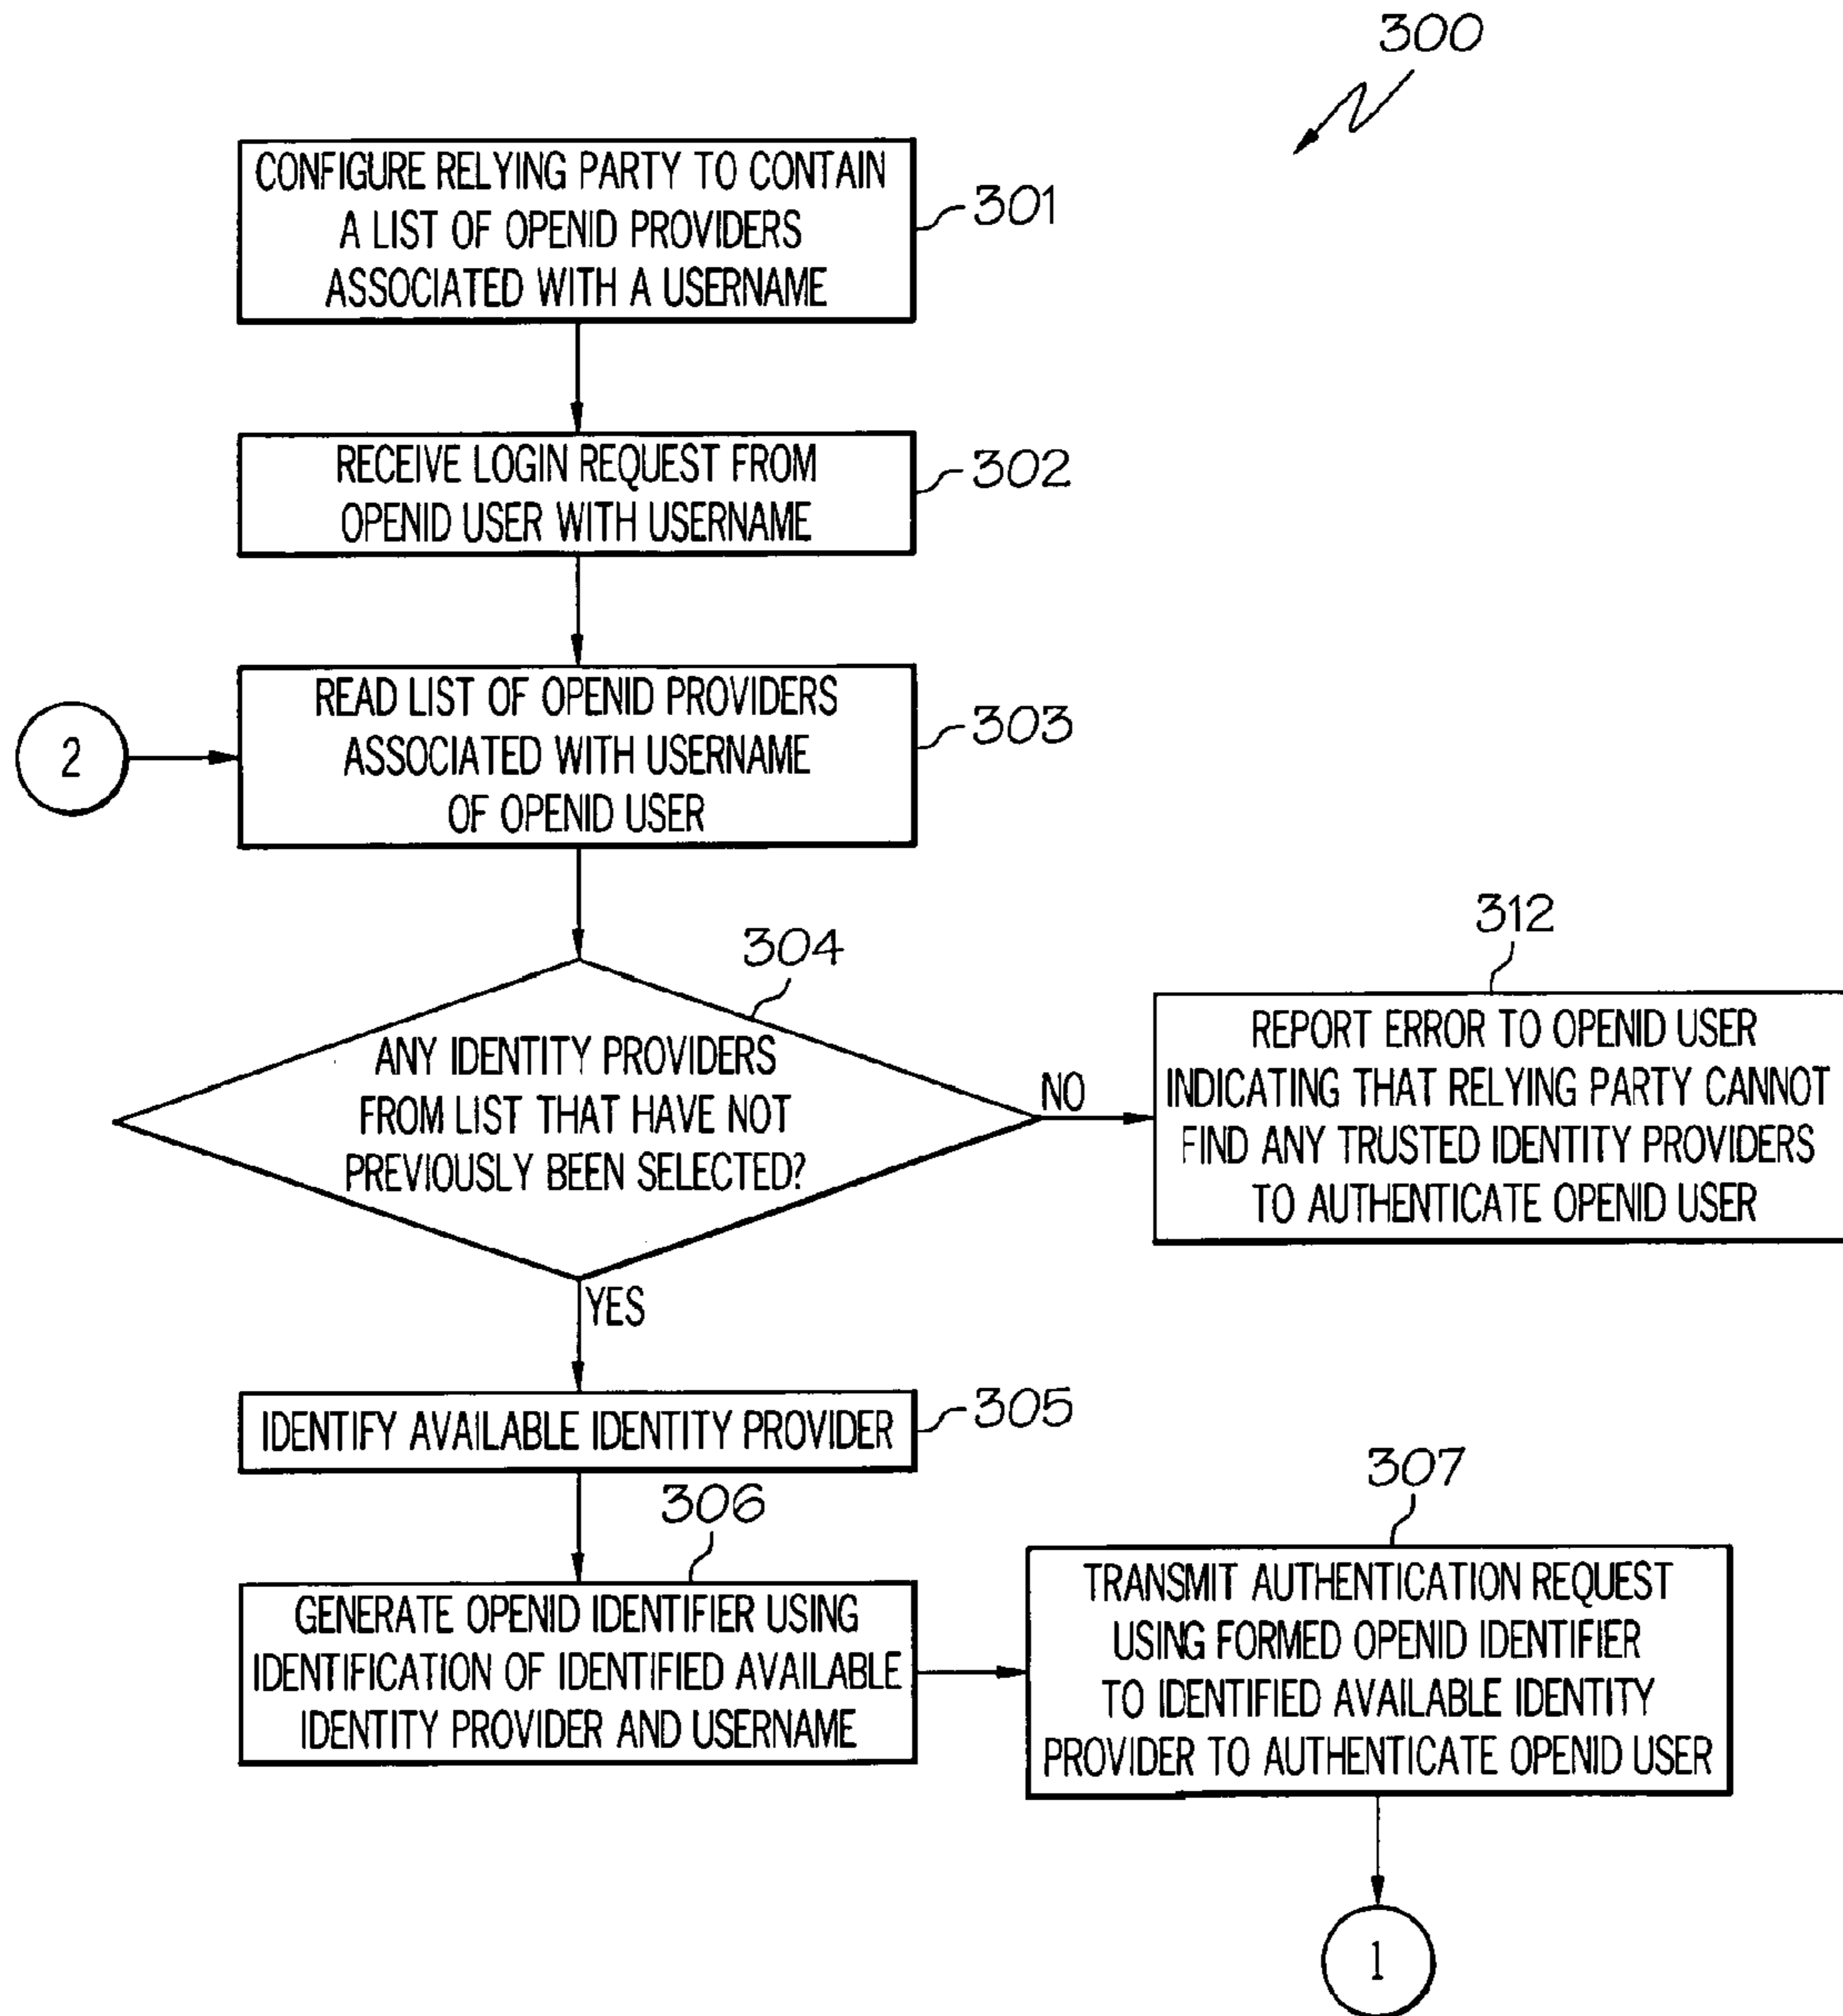 300
CONFIGURE RELYING PARTY TO CONTAIN
A LIST OF OPENID PROVIDERS
ASSOCIATED WITH A USERNAME
301
RECEIVE LOGIN REQUEST FROM
OPENID USER WITH USERNAME
302
READ LIST OF OPENID PROVIDERS
ASSOCIATED WITH USERNAME
OF OPENID USER
303
2
304
ANY IDENTITY PROVIDERS
FROM LIST THAT HAVE NOT
PREVIOUSLY BEEN SELECTED?
NO
312
REPORT ERROR TO OPENID USER
INDICATING THAT RELYING PARTY CANNOT
FIND ANY TRUSTED IDENTITY PROVIDERS
TO AUTHENTICATE OPENID USER
YES
IDENTIFY AVAILABLE IDENTITY PROVIDER
305
306
GENERATE OPENID IDENTIFIER USING
IDENTIFICATION OF IDENTIFIED AVAILABLE
IDENTITY PROVIDER AND USERNAME
307
TRANSMIT AUTHENTICATION REQUEST
USING FORMED OPENID IDENTIFIER
TO IDENTIFIED AVAILABLE IDENTITY
PROVIDER TO AUTHENTICATE OPENID USER
1